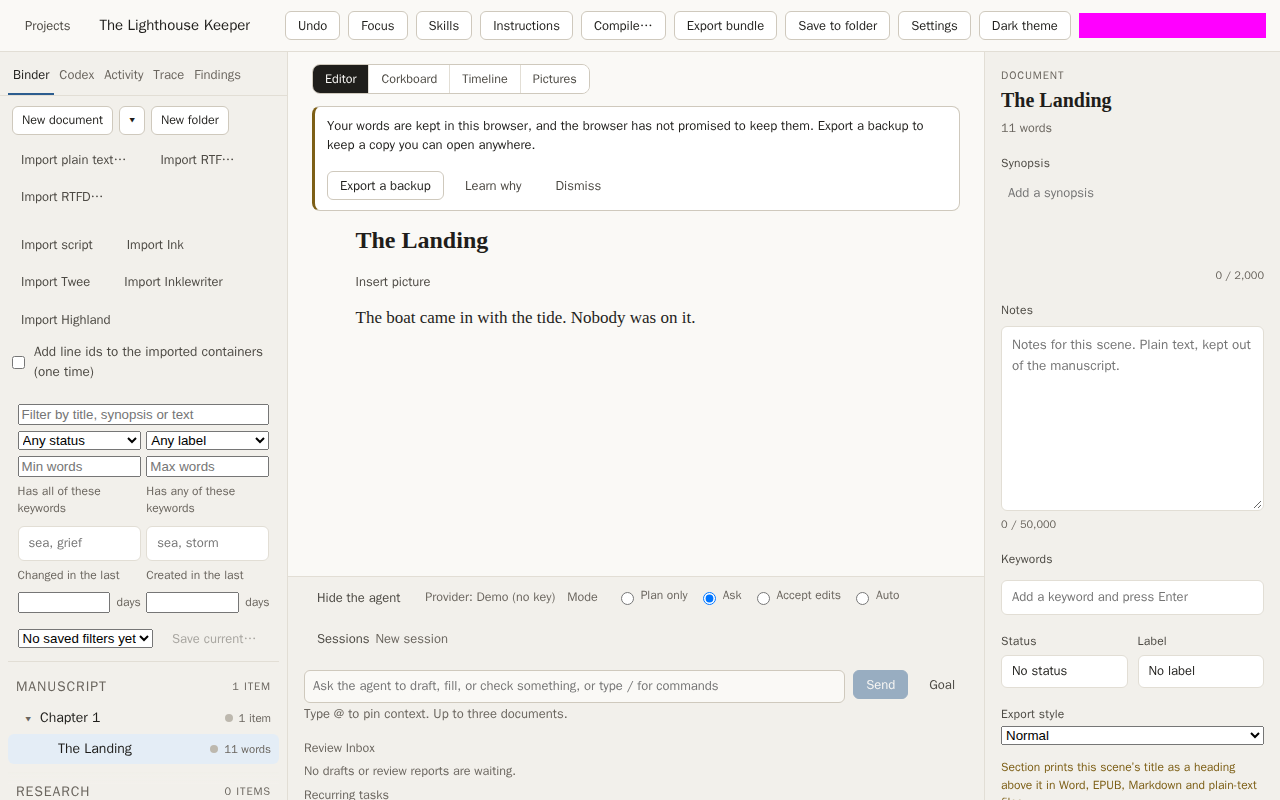 Projects
The Lighthouse Keeper
Undo
Focus
Skills
Instructions
Compile···
Export bundle
Save to folder
Settings
Dark theme
Binder
Codex
Activity
Trace
Findings
New document
New folder
Import plain text···
Import RTF···
Import RTFD···
Import script
Import Ink
Import Twee
Import Inklewriter
Import Highland
Add line ids to the imported containers
(one time)
Filter by title, synopsis or text
Any status
Any label
Min words
Max words
Has all of these
keywords
Has any of these
keywords
sea, grief
sea, storm
Changed in the last
Created in the last
days
days
No saved filters yet
Save current···
MANUSCRIPT
1 ITEM
Chapter 1
1 item
The Landing
11 words
RESEARCH
0 ITEMS
Editor
Corkboard
Timeline
Pictures
Your words are kept in this browser, and the browser has not promised to keep them. Export a backup to
keep a copy you can open anywhere.
Export a backup
Learn why
Dismiss
The Landing
Insert picture
The boat came in with the tide. Nobody was on it.
Hide the agent
Provider: Demo (no key)
Mode
Plan only
Ask
Accept edits
Auto
Sessions
New session
Ask the agent to draft, fill, or check something, or type / for commands
Send
Goal
Type @ to pin context. Up to three documents.
Review Inbox
No drafts or review reports are waiting.
Recurring tasks
DOCUMENT
The Landing
11 words
Synopsis
Add a synopsis
0 / 2,000
Notes
Notes for this scene. Plain text, kept out
of the manuscript.
0 / 50,000
Keywords
Add a keyword and press Enter
Status
Label
No status
No label
Export style
Normal
Section prints this scene's title as a heading
above it in Word, EPUB, Markdown and plain-text